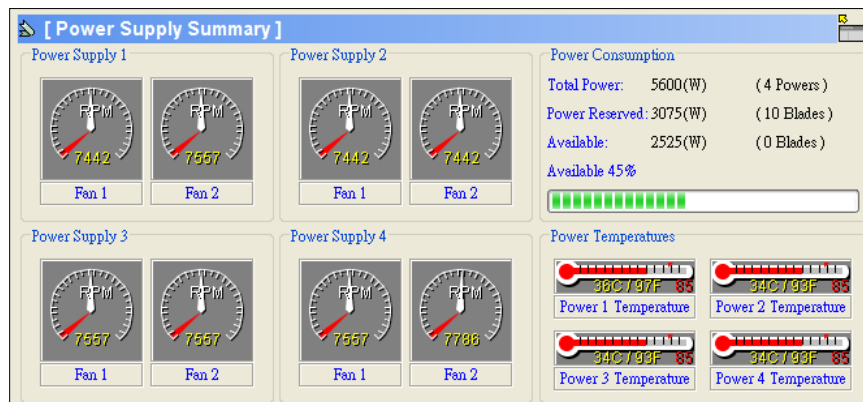 [ Power Supply Summary ]
Power Supply 1
RPM
7442
Fan 1
RPM
7557
Fan 2
Power Supply 2
RPM
7442
Fan 1
RPM
7442
Fan 2
Power Consumption
Total Power: 5600(W) ( 4 Powers )
Power Reserved: 3075(W) ( 10 Blades )
Available: 2525(W) ( 0 Blades )
Available 45%
Power Supply 3
RPM
7557
Fan 1
RPM
7557
Fan 2
Power Supply 4
RPM
7557
Fan 1
RPM
7786
Fan 2
Power Temperatures
36C / 97F 85
Power 1 Temperature
34C / 93F 85
Power 2 Temperature
34C / 93F 85
Power 3 Temperature
34C / 93F 85
Power 4 Temperature